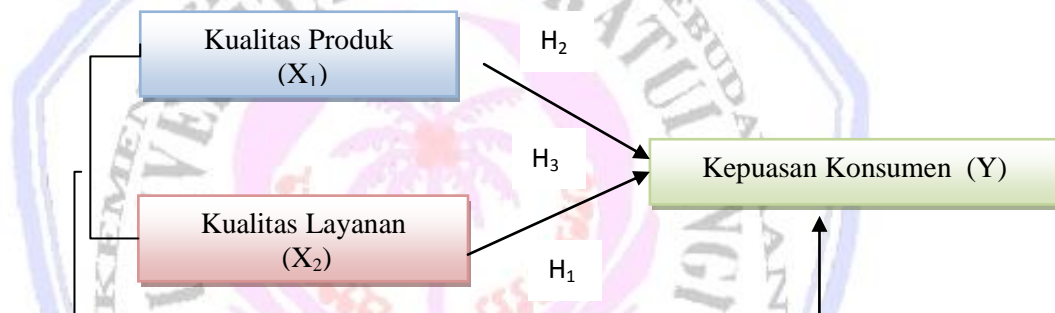 Kualitas Produk
(X₁)
H₂
H₃
Kepuasan Konsumen (Y)
Kualitas Layanan
(X₂)
H₁